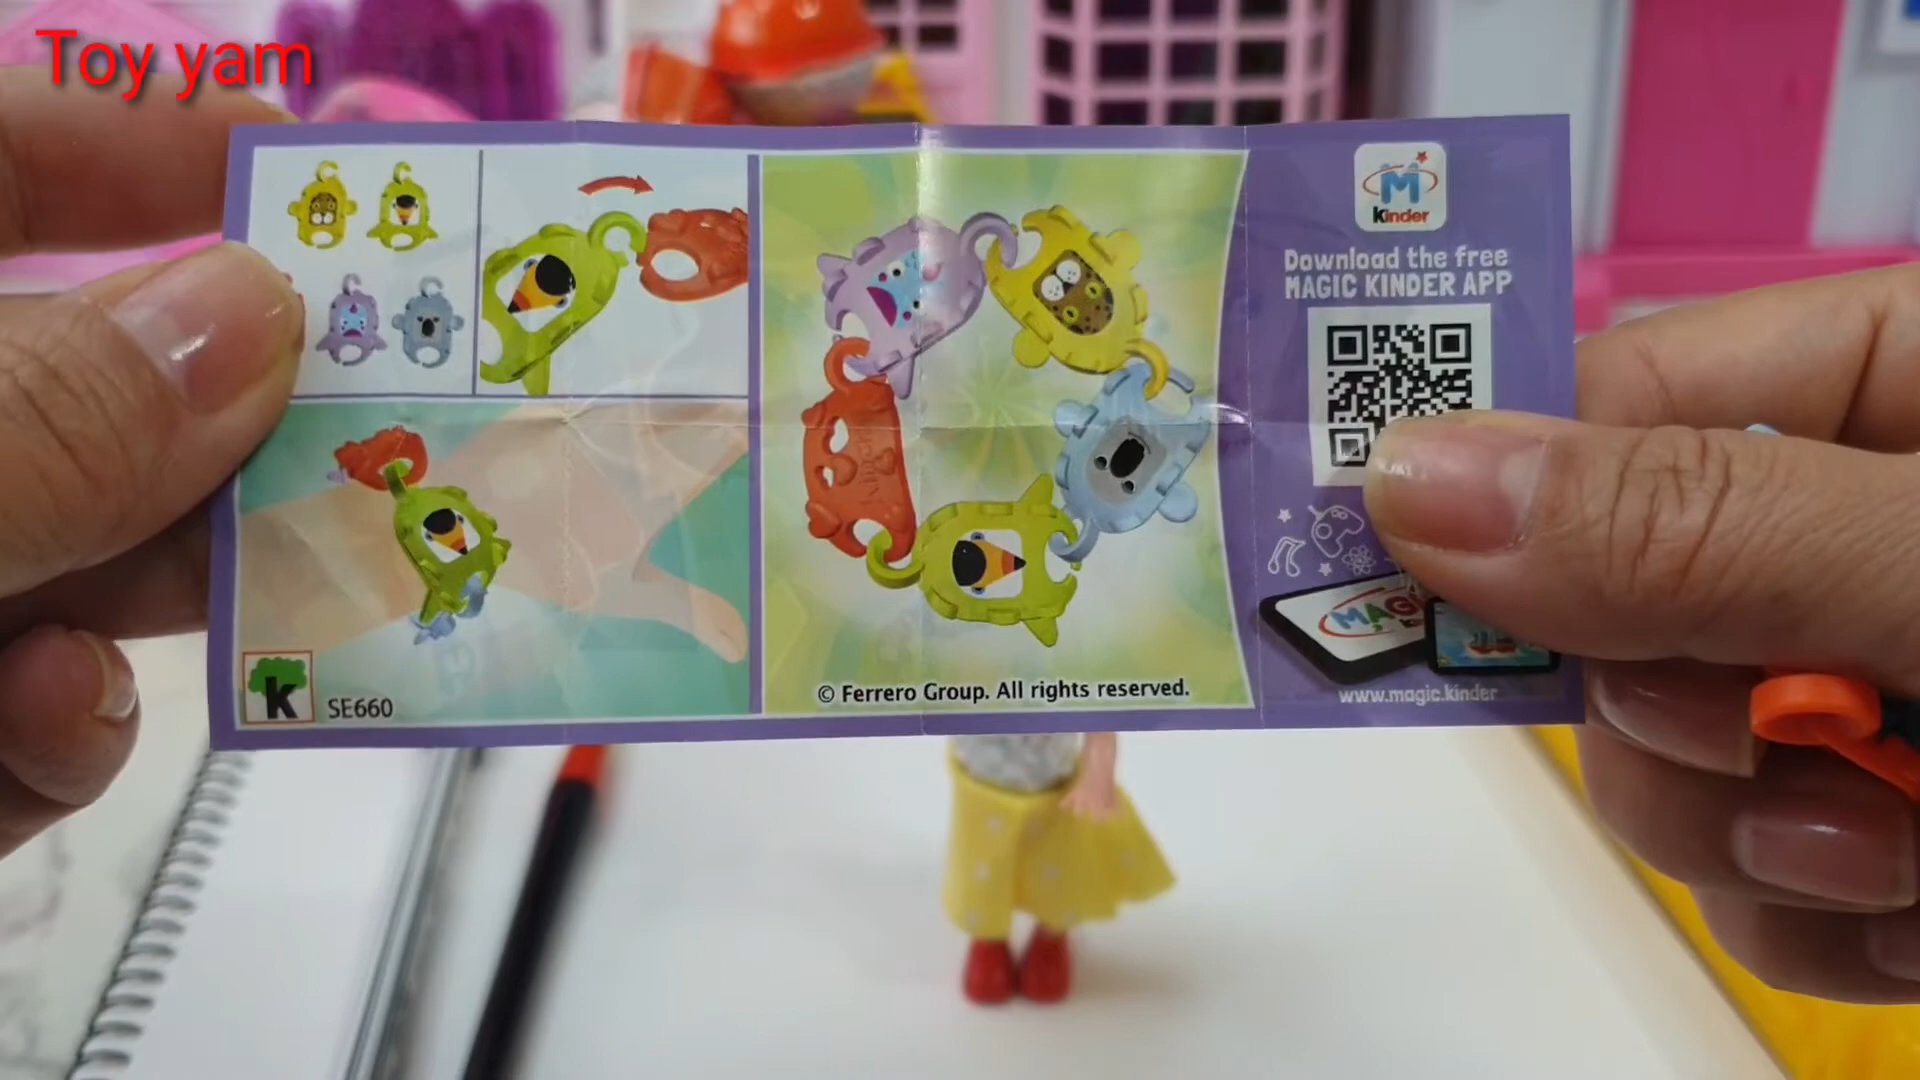 Toy yam
M
Kinder
Download the free
MAGIC KINDER APP
k
SE660
© Ferrero Group. All rights reserved.
www.magic.kinder